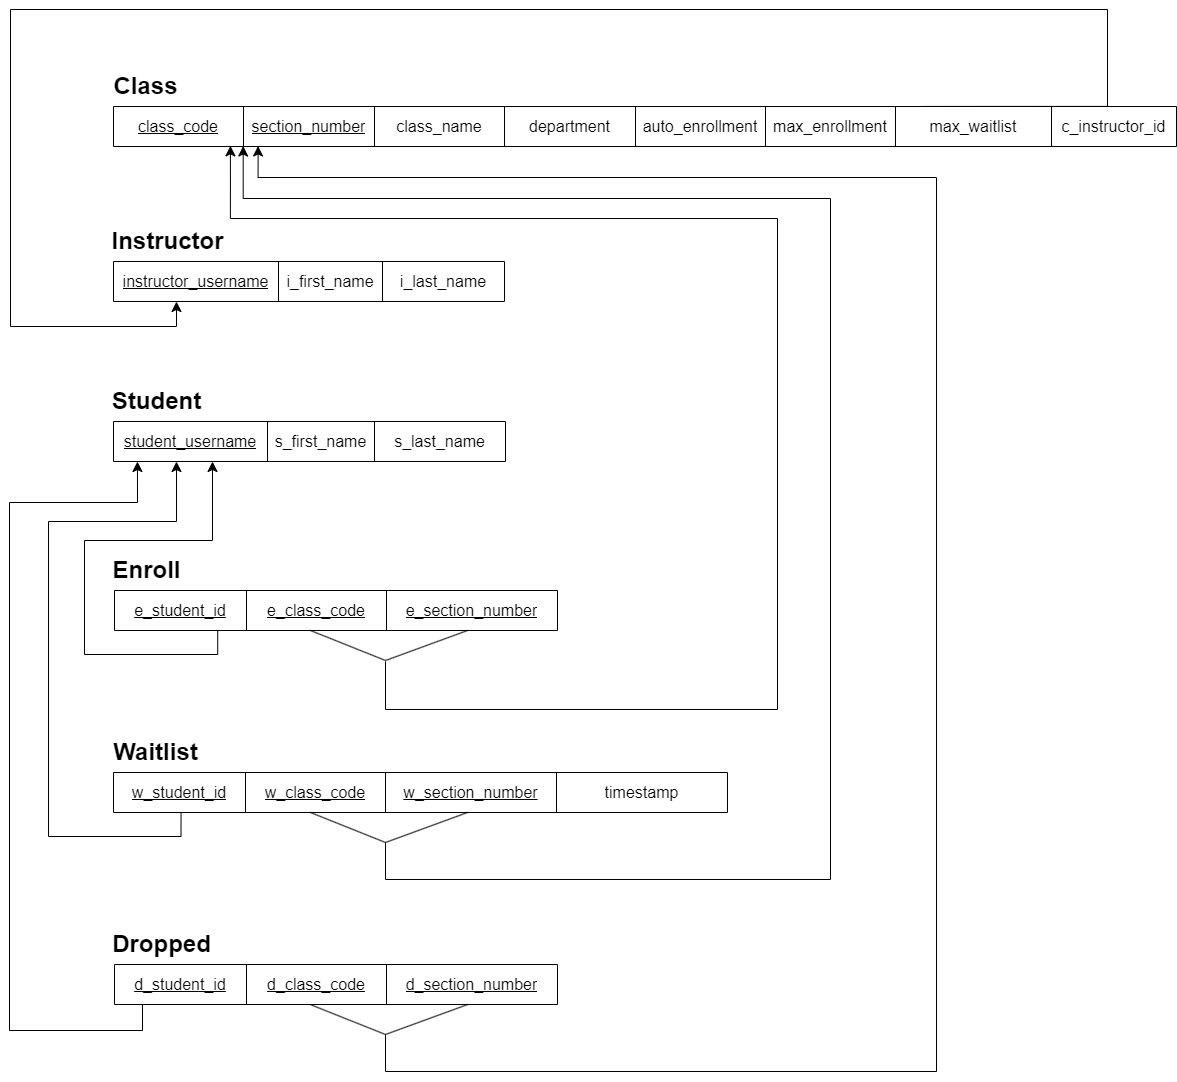 Class
class_code section_number class_name department auto_enrollment max_enrollment max_waitlist c_instructor_id
Instructor
instructor_username i_first_name i_last_name
Student
student_username s_first_name s_last_name
Enroll
e_student_id e_class_code e_section_number
Waitlist
w_student_id w_class_code w_section_number timestamp
Dropped
d_student_id d_class_code d_section_number